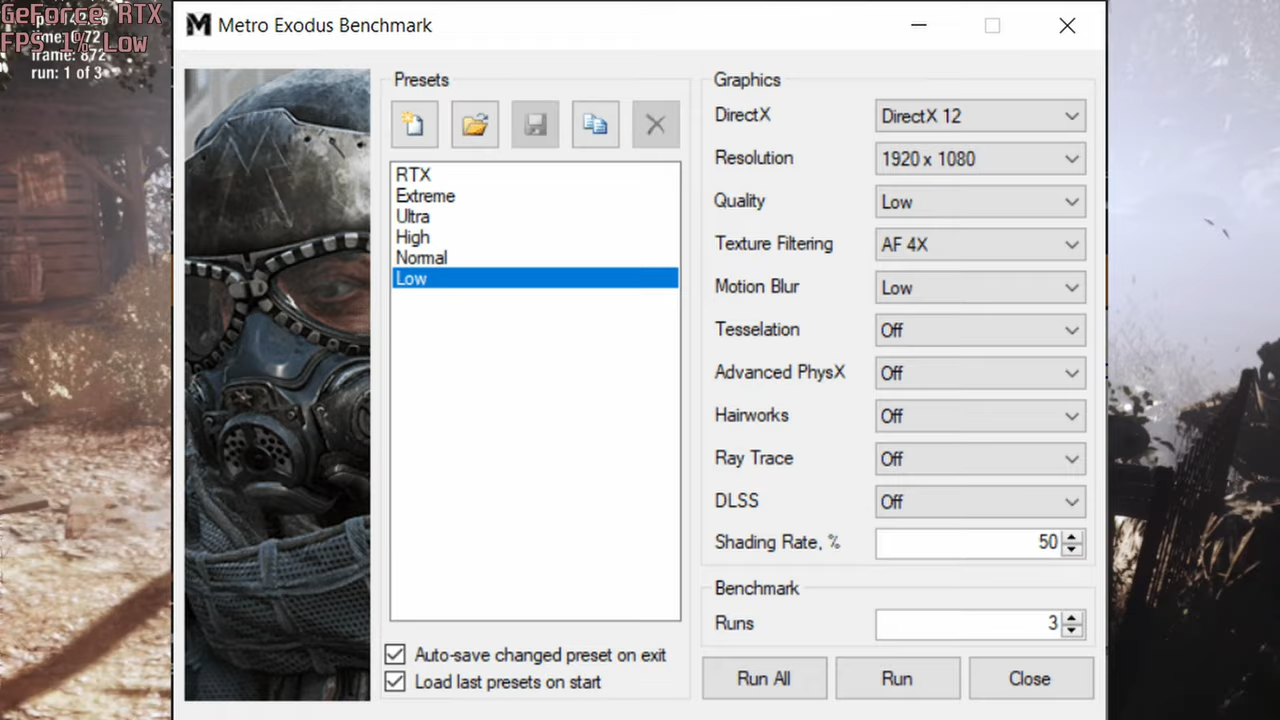 GeForce RTX
FPS 1% Low
frame: 872
run: 1 of 3
Metro Exodus Benchmark
Presets
RTX
Extreme
Ultra
High
Normal
Low
Auto-save changed preset on exit
Load last presets on start
Graphics
DirectX DirectX 12
Resolution 1920 x 1080
Quality Low
Texture Filtering AF 4X
Motion Blur Low
Tesselation Off
Advanced PhysX Off
Hairworks Off
Ray Trace Off
DLSS Off
Shading Rate, % 50
Benchmark
Runs 3
Run All Run Close